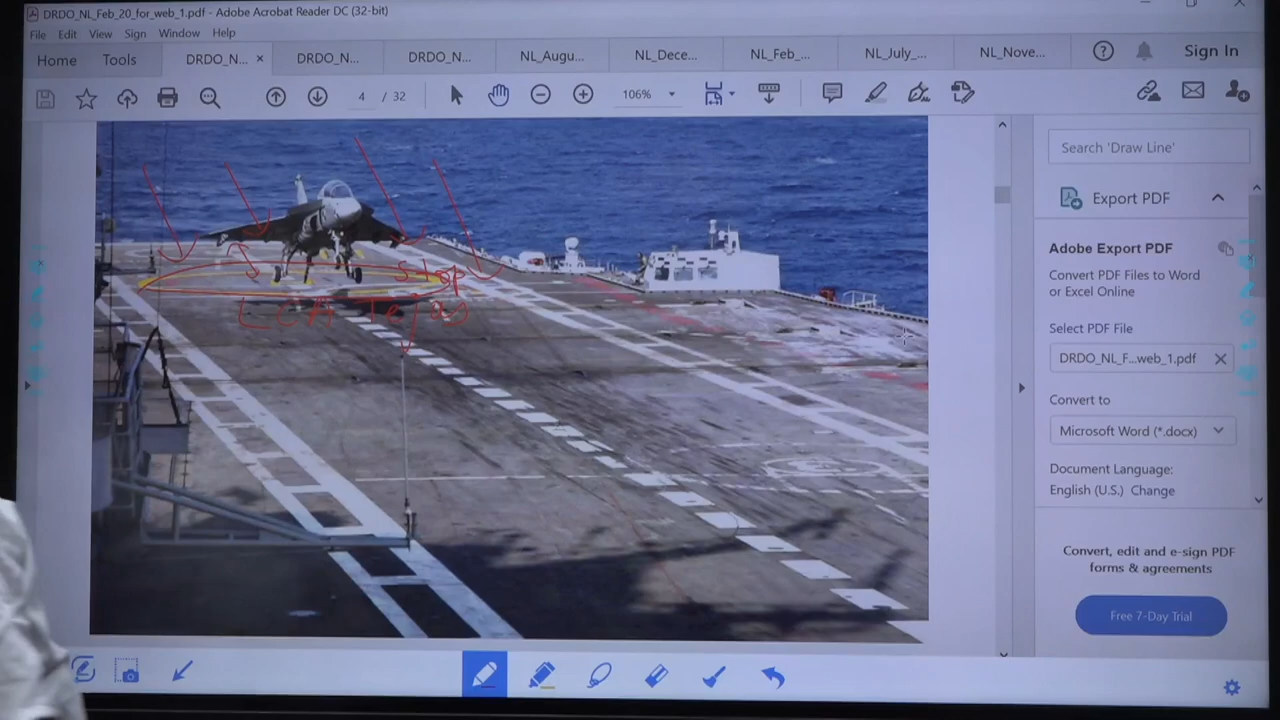 DRDO_NL_Feb_20_for_web_1.pdf - Adobe Acrobat Reader DC (32-bit)
File Edit View Sign Window Help
Home Tools DRDO_N... × DRDO_N... DRDO_N... NL_Augu... NL_Dece... NL_Feb_... NL_July_... NL_Nove... Sign In
4 / 32 106%
Search 'Draw Line'
Export PDF
Adobe Export PDF
Convert PDF Files to Word
or Excel Online
Select PDF File
DRDO_NL_F...web_1.pdf
Convert to
Microsoft Word (*.docx)
Document Language:
English (U.S.) Change
Convert, edit and e-sign PDF
forms & agreements
Free 7-Day Trial
Stop
LCA Tejas